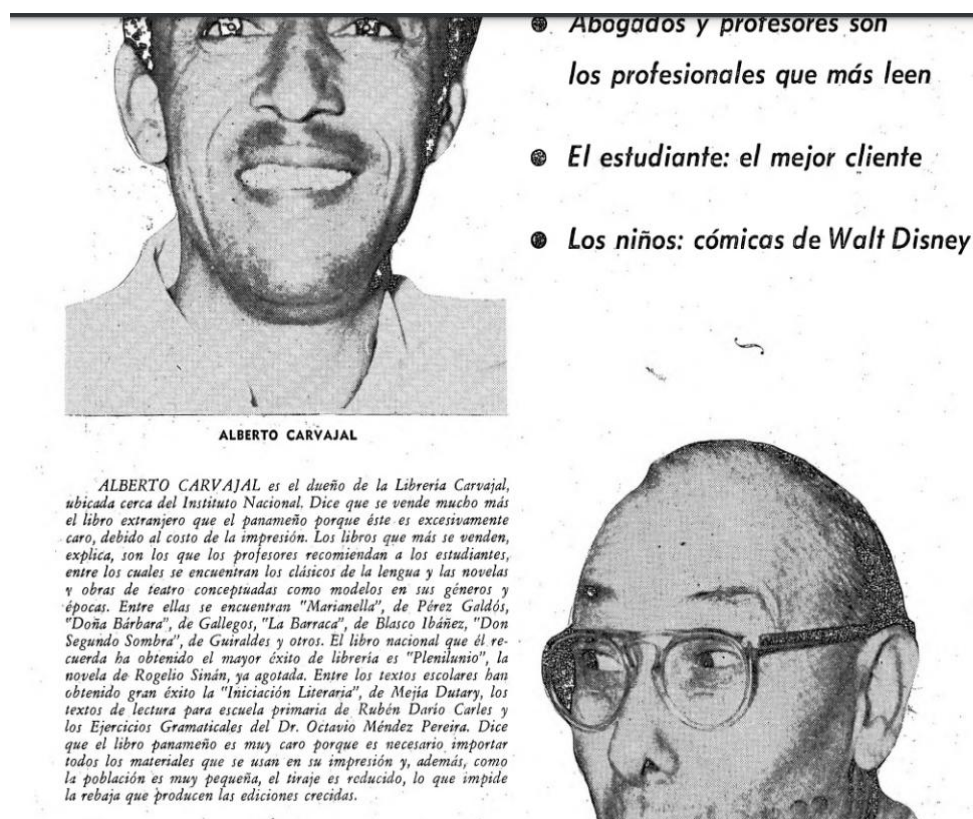 Abogados y profesores son
los profesionales que más leen
El estudiante: el mejor cliente
Los niños: cómicas de Walt Disney
ALBERTO CARVAJAL
ALBERTO CARVAJAL es el dueño de la Librería Carvajal,
ubicada cerca del Instituto Nacional. Dice que se vende mucho más
el libro extranjero que el panameño porque éste es excesivamente
caro, debido al costo de la impresión. Los libros que más se venden,
explica, son los que los profesores recomiendan a los estudiantes,
entre los cuales se encuentran los clásicos de la lengua y las novelas
y obras de teatro conceptuadas como modelos en sus géneros y
épocas. Entre ellas se encuentran "Marianella", de Pérez Galdós,
"Doña Bárbara", de Gallegos, "La Barraca", de Blasco Ibáñez, "Don
Segundo Sombra", de Guiraldes y otros. El libro nacional que él re-
cuerda ha obtenido el mayor éxito de librería es "Plenilunio", la
novela de Rogelio Sinán, ya agotada. Entre los textos escolares han
obtenido gran éxito la "Iniciación Literaria", de Mejía Dutary, los
textos de lectura para escuela primaria de Rubén Darío Carles y
los Ejercicios Gramaticales del Dr. Octavio Méndez Pereira. Dice
que el libro panameño es muy caro porque es necesario importar
todos los materiales que se usan en su impresión y, además, como
la población es muy pequeña, el tiraje es reducido, lo que impide
la rebaja que producen las ediciones crecidas.